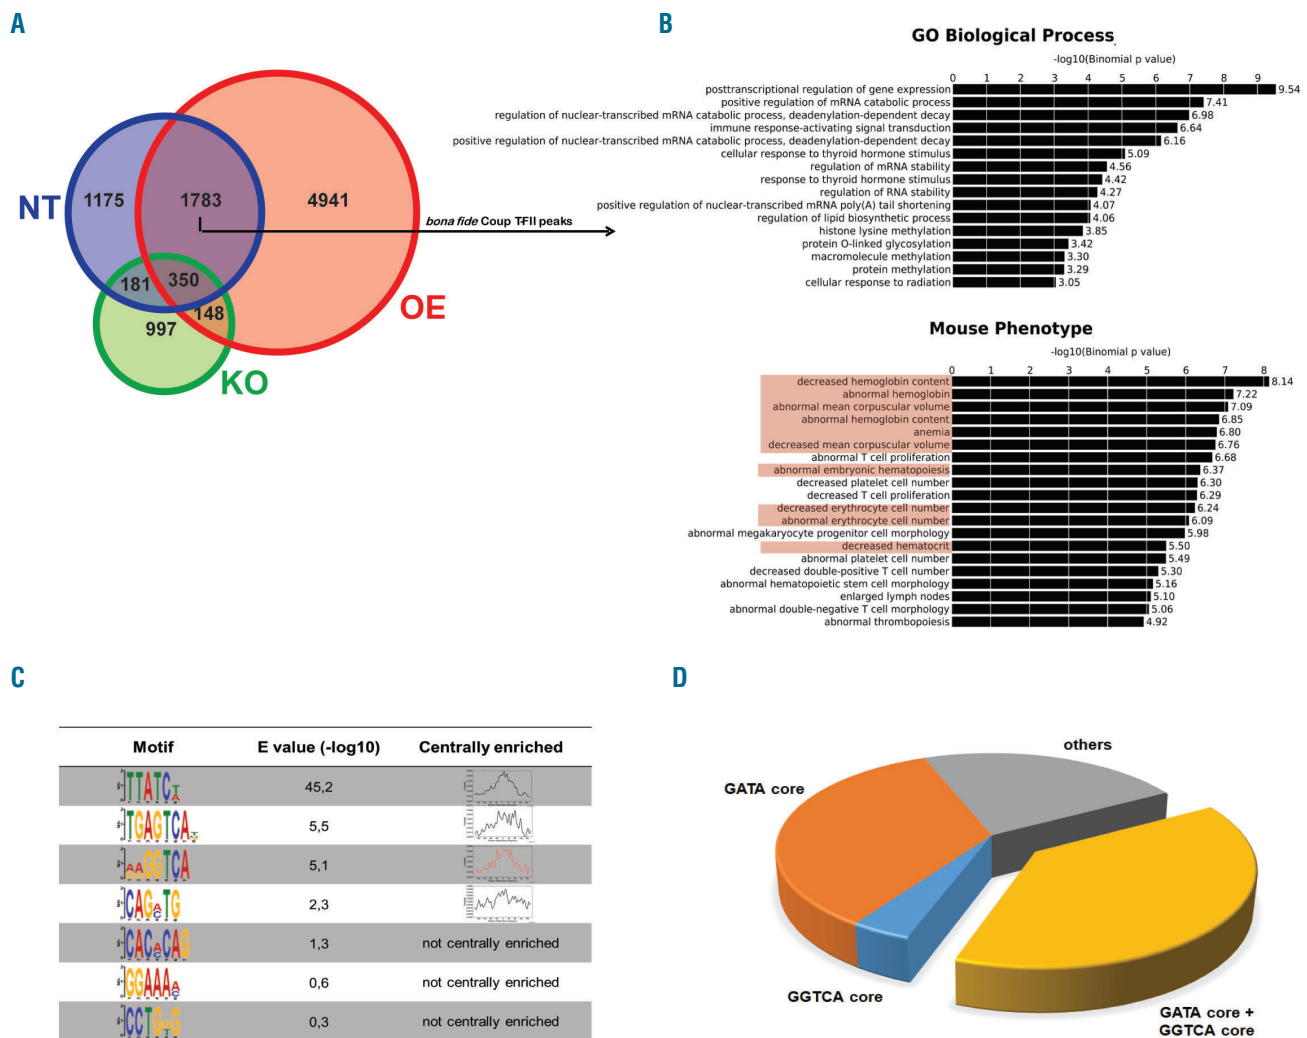 A
NT
1175
1783
4941
181
350
148
997
OE
KO
bona fide Coup TFII peaks
B
GO Biological Process
-log10(Binomial p value)
0 1 2 3 4 5 6 7 8 9
posttranscriptional regulation of gene expression 9.54
positive regulation of mRNA catabolic process 7.41
regulation of nuclear-transcribed mRNA catabolic process, deadenylation-dependent decay 6.98
immune response-activating signal transduction 6.64
positive regulation of nuclear-transcribed mRNA catabolic process, deadenylation-dependent decay 6.16
cellular response to thyroid hormone stimulus 5.09
regulation of mRNA stability 4.56
response to thyroid hormone stimulus 4.42
regulation of RNA stability 4.27
positive regulation of nuclear-transcribed mRNA poly(A) tail shortening 4.07
regulation of lipid biosynthetic process 4.06
histone lysine methylation 3.85
protein O-linked glycosylation 3.42
macromolecule methylation 3.30
protein methylation 3.29
cellular response to radiation 3.05
Mouse Phenotype
-log10(Binomial p value)
0 1 2 3 4 5 6 7 8
decreased hemoglobin content 8.14
abnormal hemoglobin 7.22
abnormal mean corpuscular volume 7.09
abnormal hemoglobin content 6.85
anemia 6.80
decreased mean corpuscular volume 6.76
abnormal T cell proliferation 6.68
abnormal embryonic hematopoiesis 6.37
decreased platelet cell number 6.30
decreased T cell proliferation 6.29
decreased erythrocyte cell number 6.24
abnormal erythrocyte cell number 6.09
abnormal megakaryocyte progenitor cell morphology 5.98
decreased hematocrit 5.50
abnormal platelet cell number 5.49
decreased double-positive T cell number 5.30
abnormal hematopoietic stem cell morphology 5.16
enlarged lymph nodes 5.10
abnormal double-negative T cell morphology 5.06
abnormal thrombopoiesis 4.92
C
Motif E value (-log10) Centrally enriched
TTATC 45,2
TGAGTCA 5,5
AAGGTCA 5,1
CAG TG 2,3
CAC CAG 1,3 not centrally enriched
GGAAA 0,6 not centrally enriched
CCTG G 0,3 not centrally enriched
D
others
GATA core
GGTCA core
GATA core +
GGTCA core